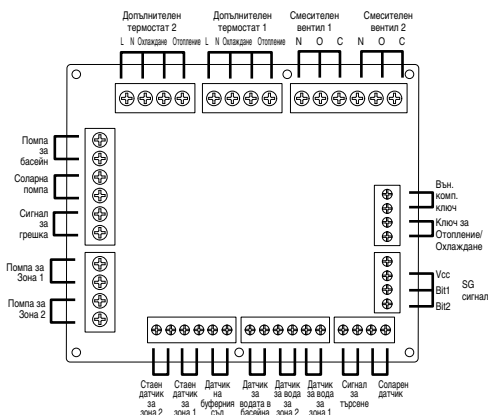 Допълнителен
термостат 2
L N Охлаждане Отопление
Допълнителен
термостат 1
L N Охлаждане Отопление
Смесителен
вентил 1
N O C
Смесителен
вентил 2
N O C
Помпа
за
басейн
Соларна
помпа
Сигнал
за
грешка
Помпа за
Зона 1
Помпа за
Зона 2
Вън.
комп.
ключ
Ключ за
Отопление/
Охлаждане
Vcc
Bit1
Bit2
SG
сигнал
Стаен
датчик
за
зона 2
Стаен
датчик
за
зона 1
Датчик
на
буферния
съд
Датчик
за
водата в
басейна
Датчик
за вода
за
зона 2
Датчик
за вода
за
зона 1
Сигнал
за
търсене
Соларен
датчик